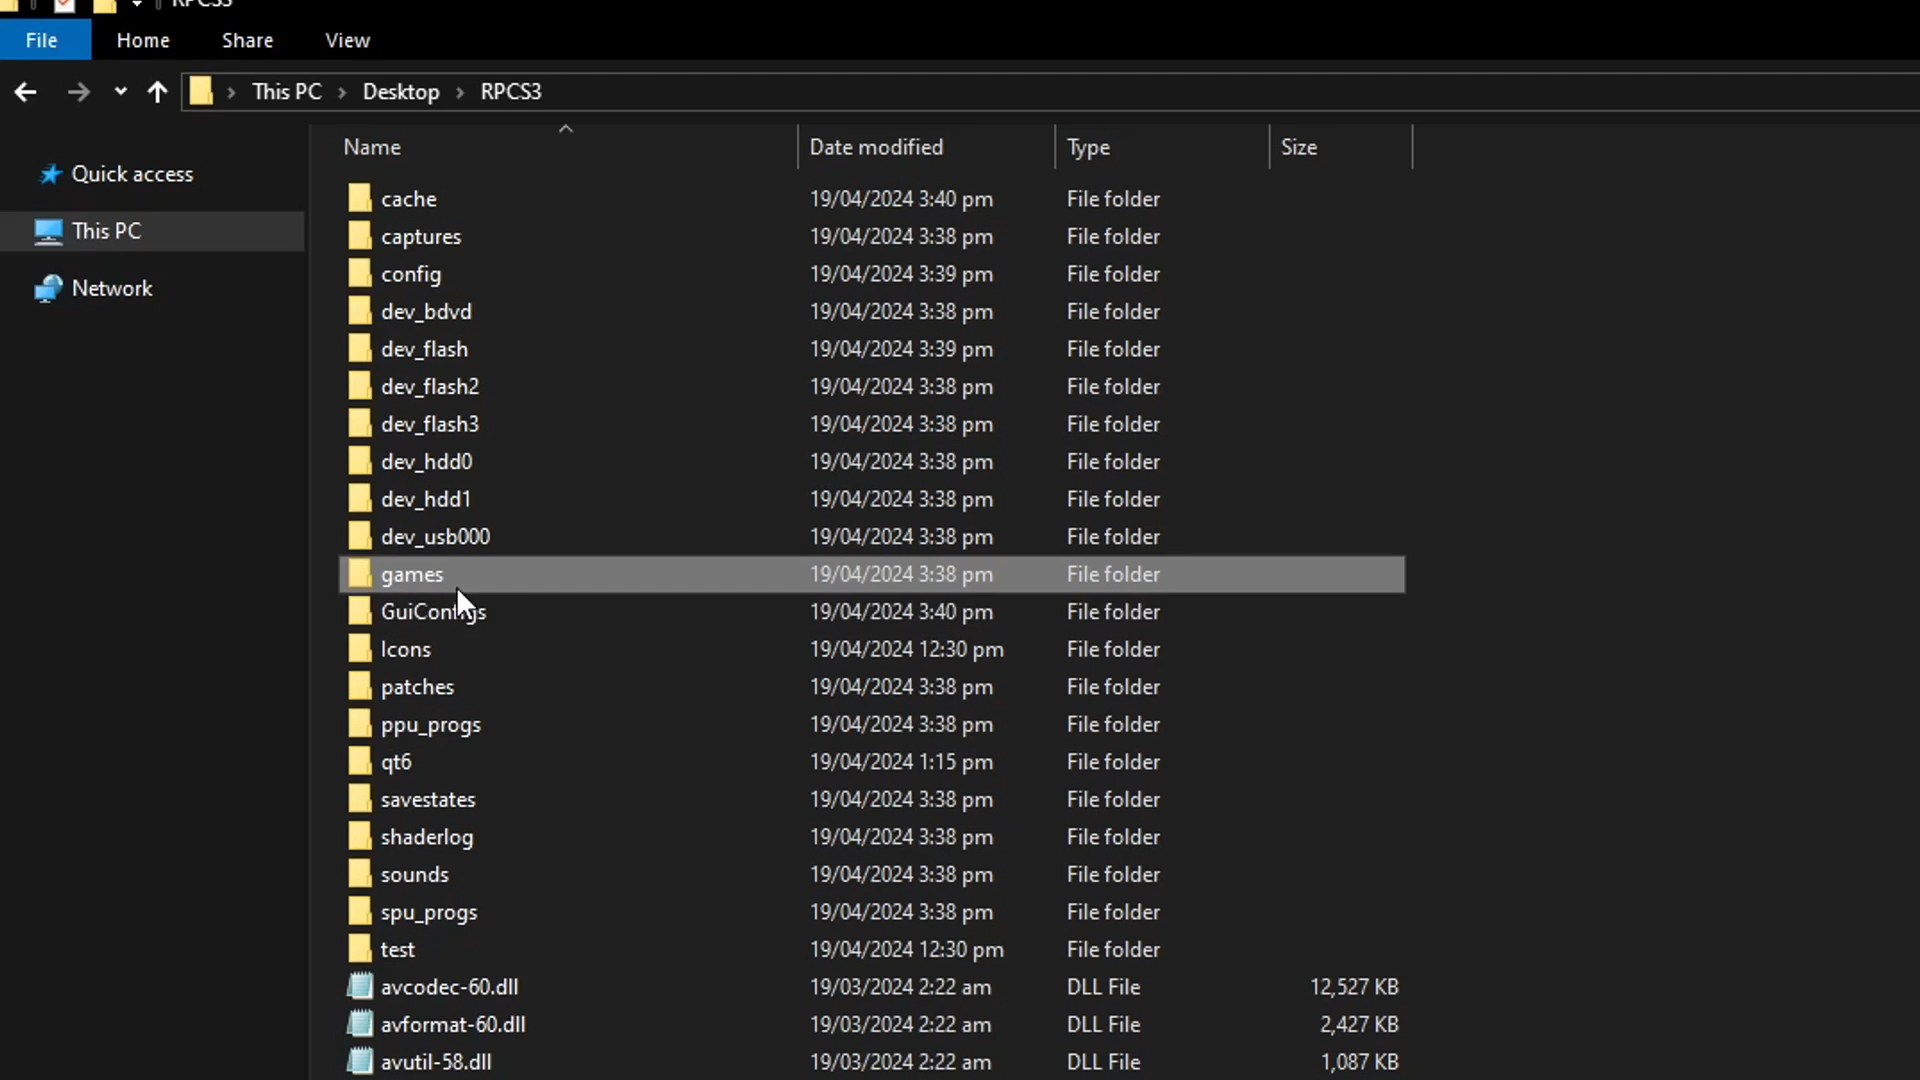 RPCS3
File Home Share View
This PC Desktop RPCS3
Name Date modified Type Size
Quick access
This PC
Network
cache 19/04/2024 3:40 pm File folder
captures 19/04/2024 3:38 pm File folder
config 19/04/2024 3:39 pm File folder
dev_bdvd 19/04/2024 3:38 pm File folder
dev_flash 19/04/2024 3:39 pm File folder
dev_flash2 19/04/2024 3:38 pm File folder
dev_flash3 19/04/2024 3:38 pm File folder
dev_hdd0 19/04/2024 3:38 pm File folder
dev_hdd1 19/04/2024 3:38 pm File folder
dev_usb000 19/04/2024 3:38 pm File folder
games 19/04/2024 3:38 pm File folder
GuiConfigs 19/04/2024 3:40 pm File folder
Icons 19/04/2024 12:30 pm File folder
patches 19/04/2024 3:38 pm File folder
ppu_progs 19/04/2024 3:38 pm File folder
qt6 19/04/2024 1:15 pm File folder
savestates 19/04/2024 3:38 pm File folder
shaderlog 19/04/2024 3:38 pm File folder
sounds 19/04/2024 3:38 pm File folder
spu_progs 19/04/2024 3:38 pm File folder
test 19/04/2024 12:30 pm File folder
avcodec-60.dll 19/03/2024 2:22 am DLL File 12,527 KB
avformat-60.dll 19/03/2024 2:22 am DLL File 2,427 KB
avutil-58.dll 19/03/2024 2:22 am DLL File 1,087 KB